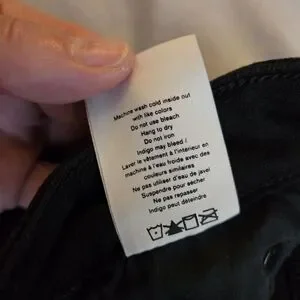 Machine wash cold inside out
with like colors
Do not use bleach
Hang to dry
Do not iron
Indigo may bleed /
Laver le vêtement à l'intérieur en
machine à l'eau froide avec des
couleurs similaires
Ne pas utiliser d'eau de javel
Suspendre pour sécher
Ne pas repasser
Indigo peut déteindre